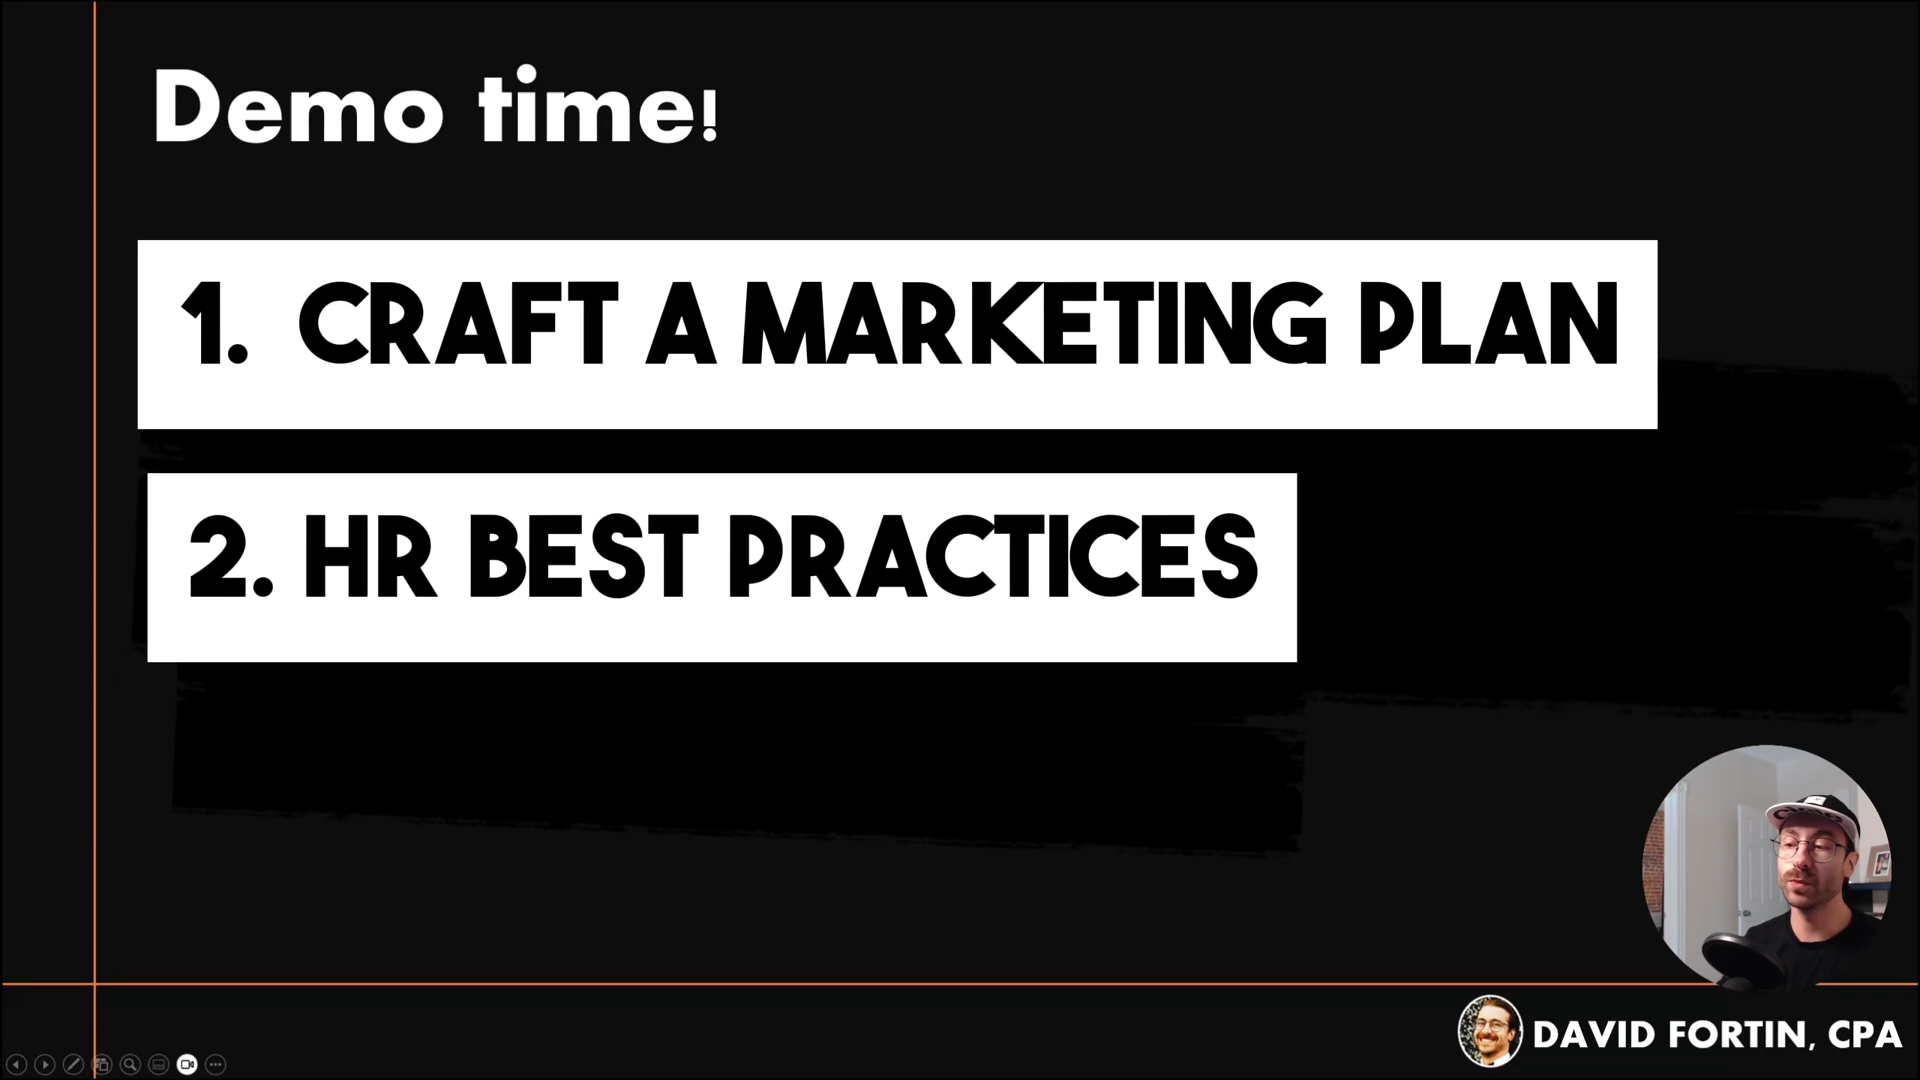 Demo time!
1. CRAFT A MARKETING PLAN
2. HR BEST PRACTICES
DAVID FORTIN, CPA